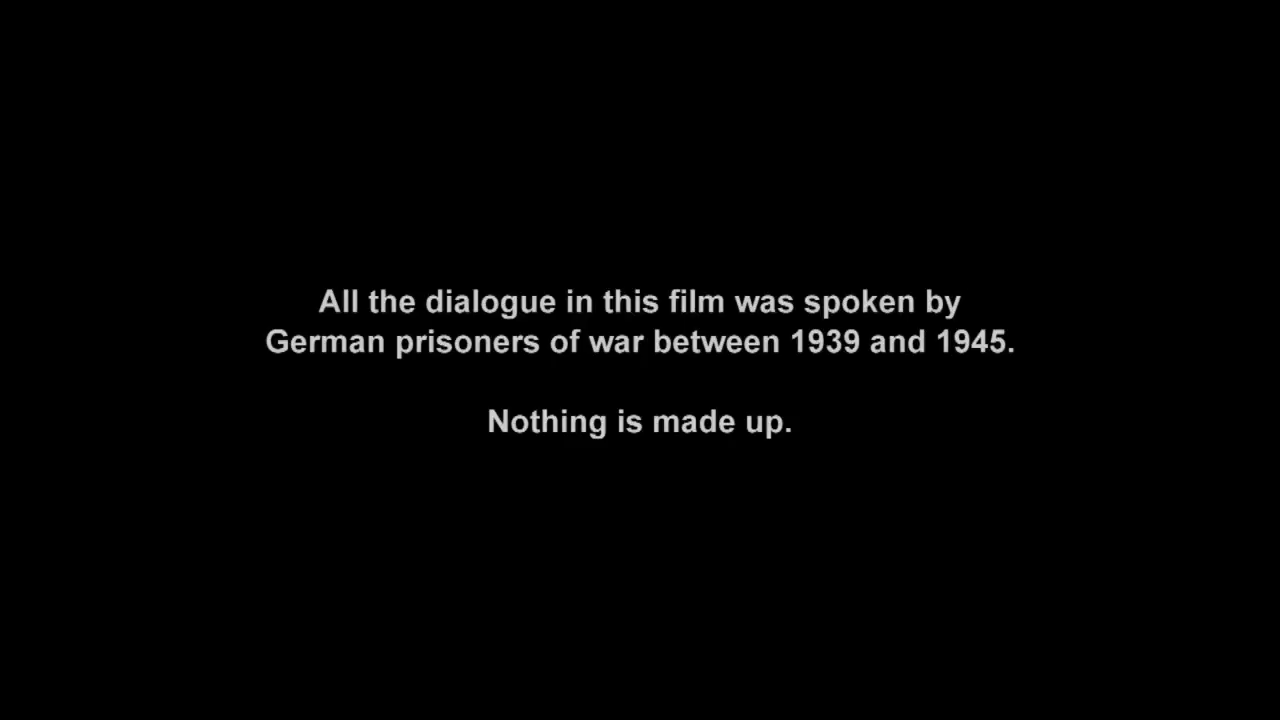 All the dialogue in this film was spoken by
German prisoners of war between 1939 and 1945.
Nothing is made up.